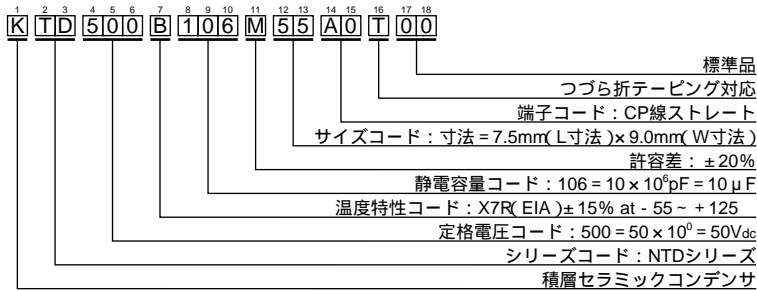 1 2 3 4 5 6 7 8 9 10 11 12 13 14 15 16 17 18
K T D 5 0 0 B 1 0 6 M 5 5 A 0 T 0 0
標準品
つづら折テーピング対応
端子コード：CP線ストレート
サイズコード：寸法 = 7.5mm( L寸法 )× 9.0mm( W寸法 )
許容差：±20%
静電容量コード：106 = 10 × 10⁶pF = 10 µ F
温度特性コード：X7R( EIA )± 15% at - 55 ~ + 125
定格電圧コード：500 = 50 × 10⁰ = 50Vdc
シリーズコード：NTDシリーズ
積層セラミックコンデンサ